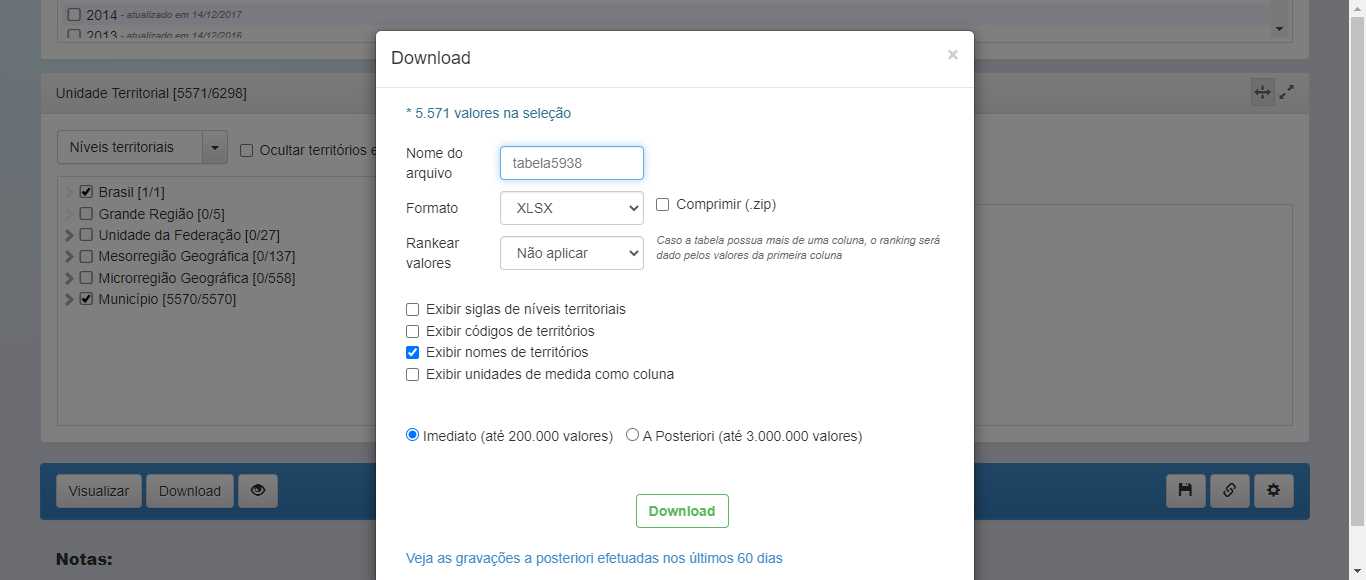 2014 - atualizado em 14/12/2017
2013 - atualizado em 14/12/2016
Download
×
Unidade Territorial [5571/6298]
* 5.571 valores na seleção
Níveis territoriais
Ocultar territórios e
Nome do
arquivo
tabela5938
Brasil [1/1]
Grande Região [0/5]
Unidade da Federação [0/27]
Mesorregião Geográfica [0/137]
Microrregião Geográfica [0/558]
Município [5570/5570]
Formato
XLSX
Comprimir (.zip)
Rankear
valores
Não aplicar
Caso a tabela possua mais de uma coluna, o ranking será
dado pelos valores da primeira coluna
Exibir siglas de níveis territoriais
Exibir códigos de territórios
Exibir nomes de territórios
Exibir unidades de medida como coluna
Imediato (até 200.000 valores)
A Posteriori (até 3.000.000 valores)
Visualizar
Download
Download
Notas:
Veja as gravações a posteriori efetuadas nos últimos 60 dias